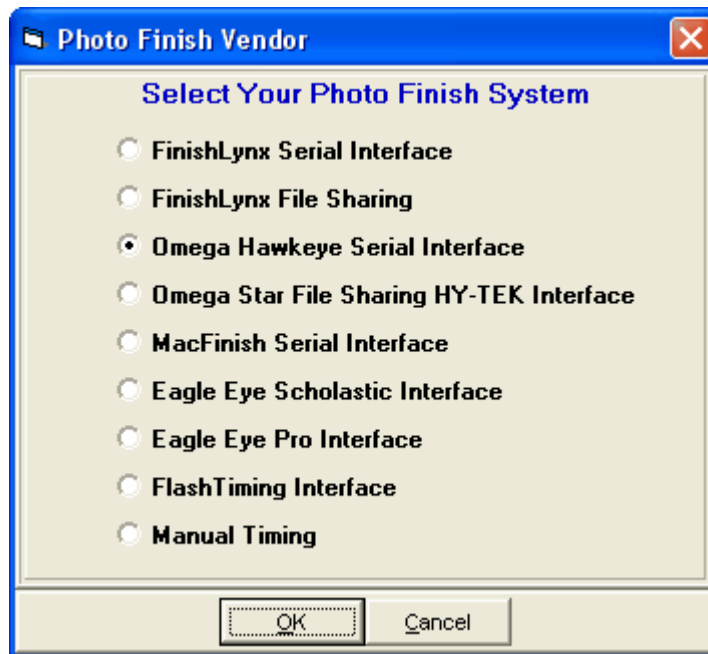 Photo Finish Vendor
Select Your Photo Finish System
FinishLynx Serial Interface
FinishLynx File Sharing
Omega Hawkeye Serial Interface
Omega Star File Sharing HY-TEK Interface
MacFinish Serial Interface
Eagle Eye Scholastic Interface
Eagle Eye Pro Interface
FlashTiming Interface
Manual Timing
OK Cancel